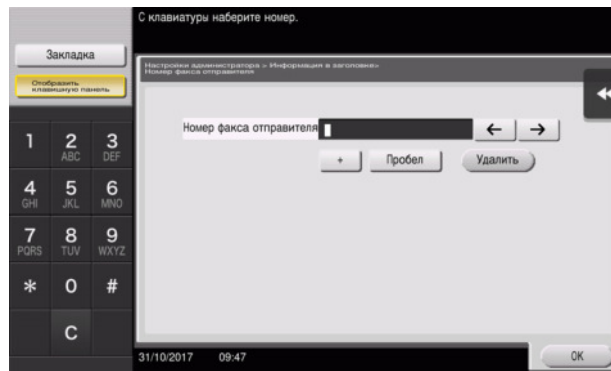 С клавиатуры наберите номер.
Закладка
Отобразить
клавишную панель
Настройки администратора > Информация в заголовке>
Номер факса отправителя
Номер факса отправителя
← →
+ Пробел Удалить
1 2 3
ABC DEF
4 5 6
GHI JKL MNO
7 8 9
PQRS TUV WXYZ
* 0 #
C
31/10/2017 09:47
OK